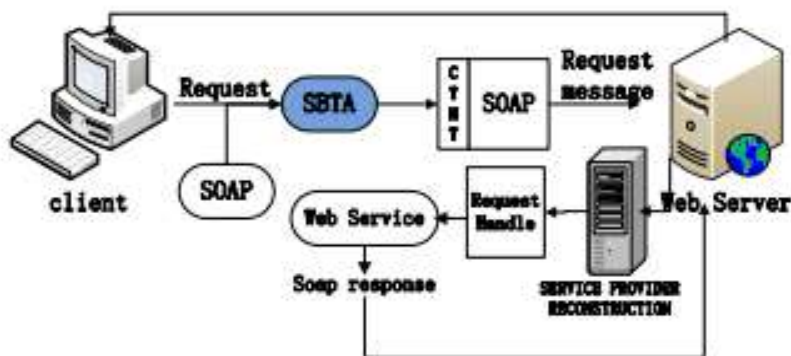 Request
SBTA
C
T
M
T
SOAP
Request
message
SOAP
client
Web Service
Request
Handle
Web Server
Soap response
SERVICE PROVIDER
RECONSTRUCTION